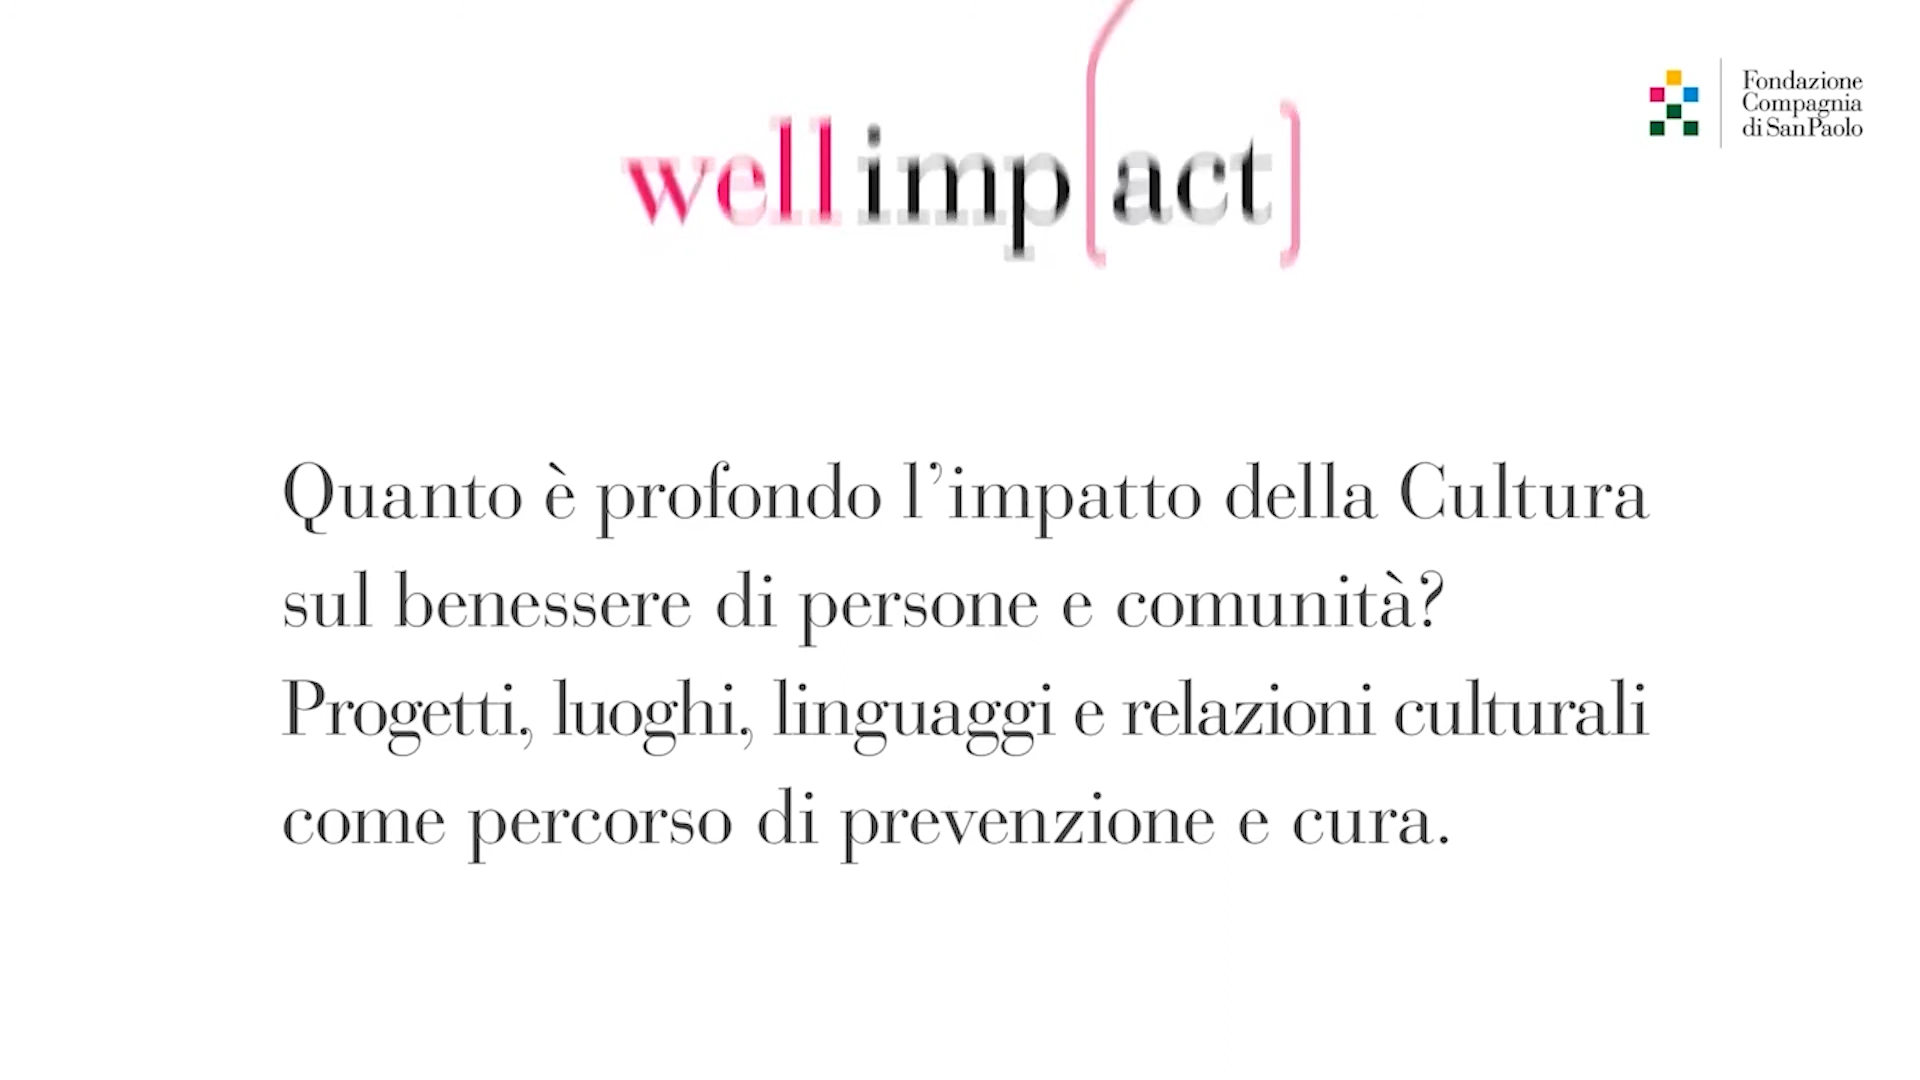 well imp[act]
Fondazione
Compagnia
di San Paolo
Quanto è profondo l’impatto della Cultura
sul benessere di persone e comunità?
Progetti, luoghi, linguaggi e relazioni culturali
come percorso di prevenzione e cura.